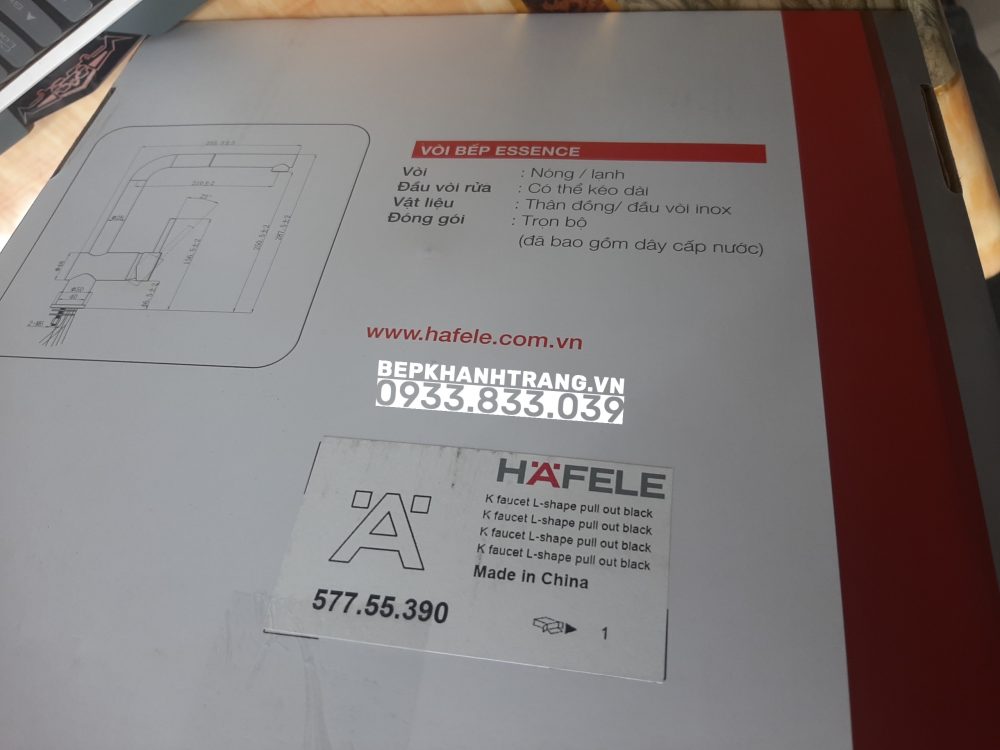 VÒI BẾP ESSENCE
Vòi : Nóng / lạnh
Đầu vòi rửa : Có thể kéo dài
Vật liệu : Thân đồng/ đầu vòi inox
Đóng gói : Trọn bộ
(đã bao gồm dây cấp nước)
www.hafele.com.vn
BEPKHANHTRANG.VN
0933.833.039
HÄFELE
K faucet L-shape pull out black
K faucet L-shape pull out black
K faucet L-shape pull out black
K faucet L-shape pull out black
Made in China
Ä
577.55.390
1